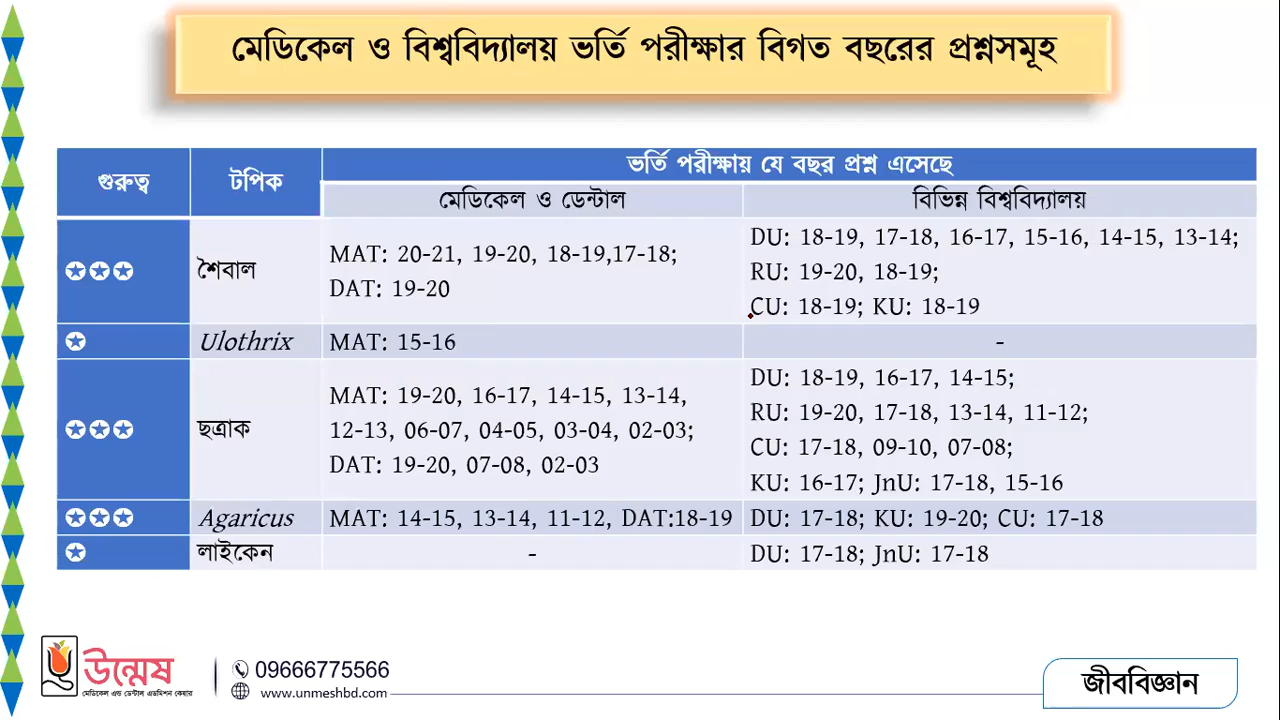 মেডিকেল ও বিশ্ববিদ্যালয় ভর্তি পরীক্ষার বিগত বছরের প্রশ্নসমূহ
গুরুত্ব
টপিক
ভর্তি পরীক্ষায় যে বছর প্রশ্ন এসেছে
মেডিকেল ও ডেন্টাল
বিভিন্ন বিশ্ববিদ্যালয়
শৈবাল
MAT: 20-21, 19-20, 18-19,17-18;
DAT: 19-20
DU: 18-19, 17-18, 16-17, 15-16, 14-15, 13-14;
RU: 19-20, 18-19;
CU: 18-19; KU: 18-19
Ulothrix
MAT: 15-16
-
ছত্রাক
MAT: 19-20, 16-17, 14-15, 13-14,
12-13, 06-07, 04-05, 03-04, 02-03;
DAT: 19-20, 07-08, 02-03
DU: 18-19, 16-17, 14-15;
RU: 19-20, 17-18, 13-14, 11-12;
CU: 17-18, 09-10, 07-08;
KU: 16-17; JnU: 17-18, 15-16
Agaricus
MAT: 14-15, 13-14, 11-12, DAT:18-19
DU: 17-18; KU: 19-20; CU: 17-18
লাইকেন
-
DU: 17-18; JnU: 17-18
উন্মেষ
মেডিকেল এন্ড ডেন্টাল এডমিশন কেয়ার
09666775566
www.unmeshbd.com
জীববিজ্ঞান